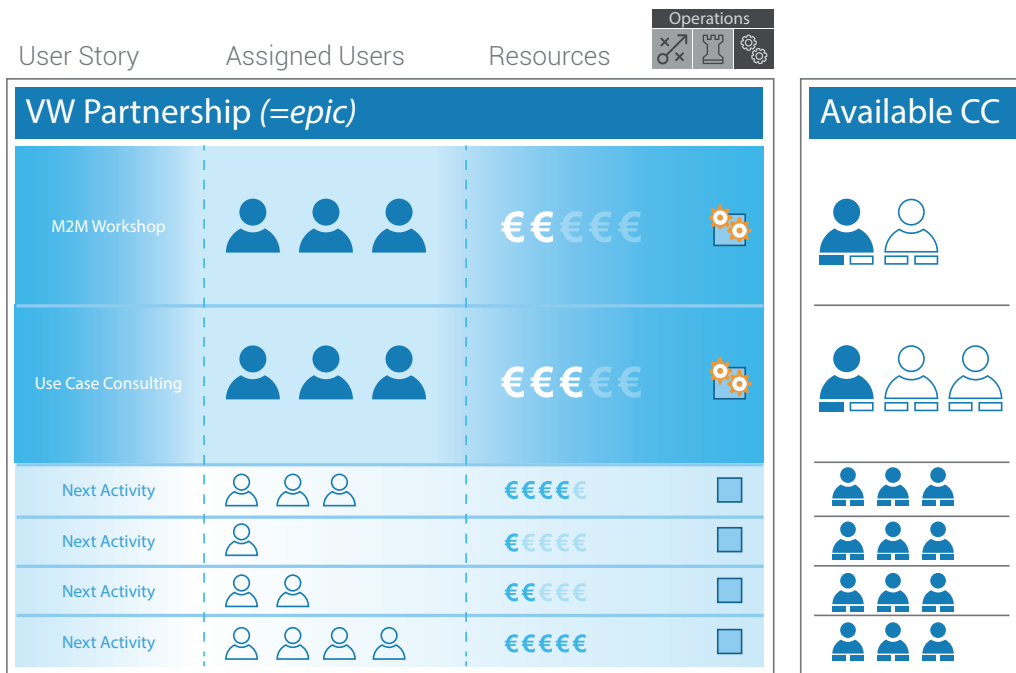 Operations
User Story Assigned Users Resources
VW Partnership (=epic) Available CC
M2M Workshop €€€€€
Use Case Consulting €€€€€
Next Activity €€€€€
Next Activity €€€€€
Next Activity €€€€€
Next Activity €€€€€